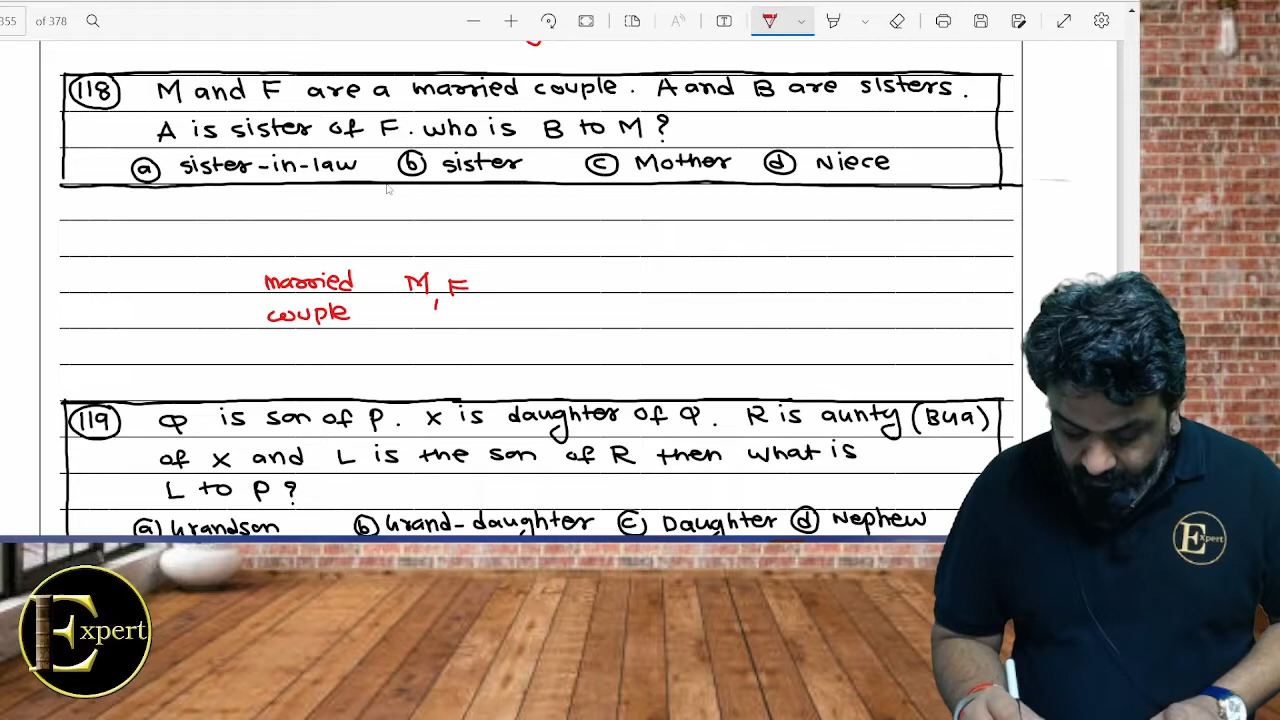 355 of 378
118 M and F are a married couple. A and B are sisters.
A is sister of F. who is B to M?
a sister-in-law b sister c Mother d Niece
married M, F
couple
119 Q is son of P. X is daughter of Q. R is aunty (Bua)
of X and L is the son of R then what is
L to P?
a Grandson b Grand-daughter c Daughter d Nephew
Expert
Expert